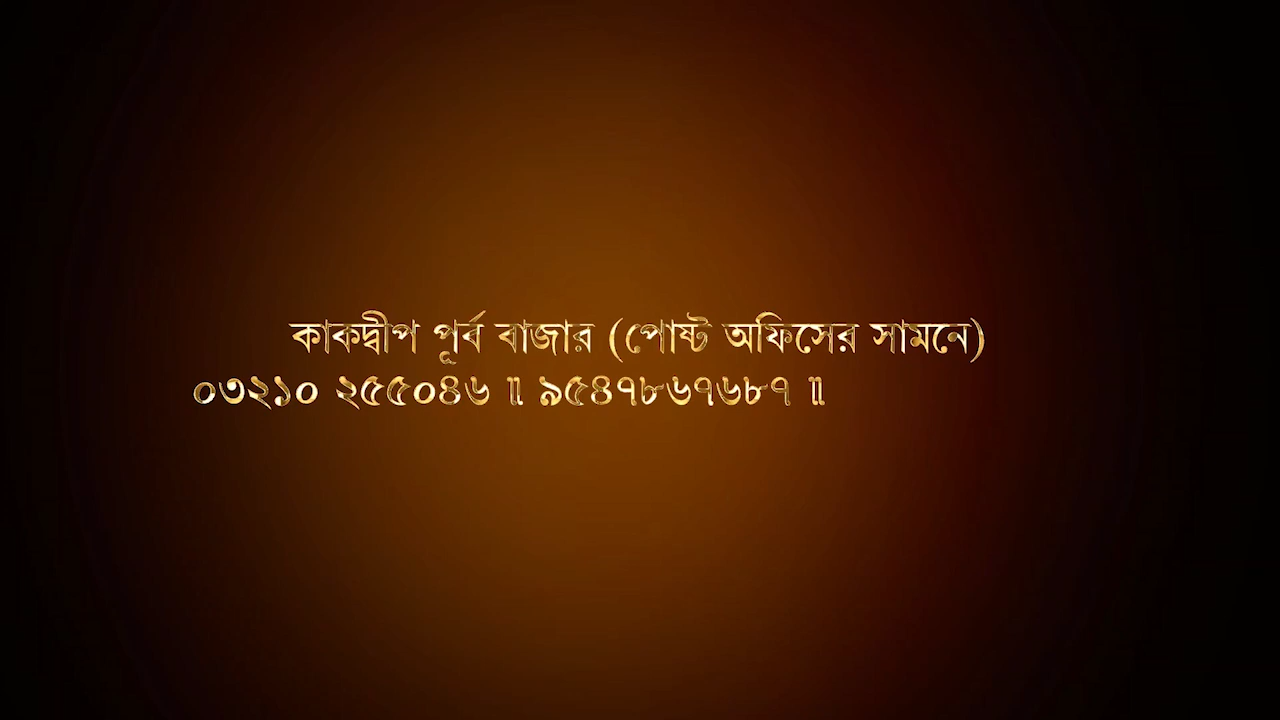 কাকদ্বীপ পূর্ব বাজার (পোষ্ট অফিসের সামনে)
০৩২১০ ২৫৫০৪৬ ॥ ৯৫৪৭৮৬৭৬৮৭ ॥